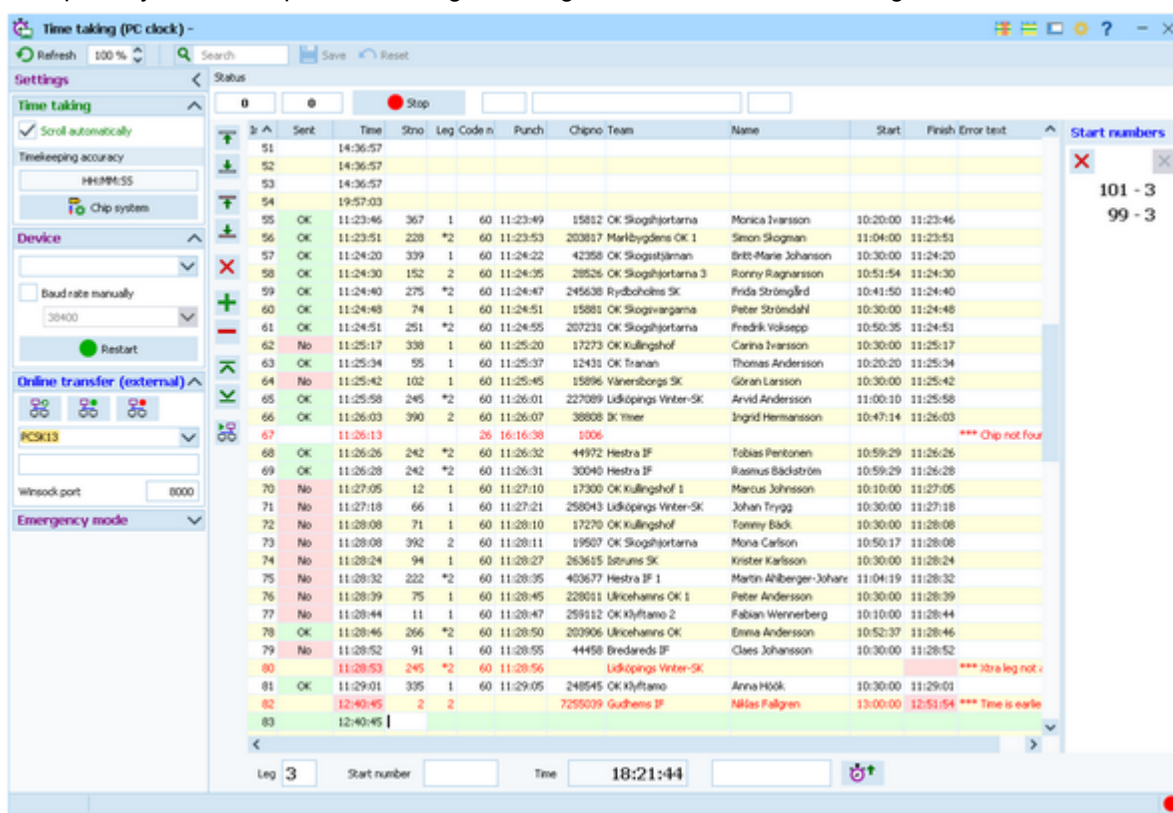 Time taking (PC clock) -
Refresh 100 % Search Save Reset
Settings
Status
Time taking
0 0 Stop
Scroll automatically
Timekeeping accuracy
HH:MM:SS
Chip system
Device
Baud rate manually
38400
Restart
Online transfer (external)
PCSK13
Winsock port 8000
Emergency mode
Sent Time Stno Leg Code n Punch Chipno Team Name Start Finish Error text
51 14:36:57
52 14:36:57
53 14:36:57
54 19:57:03
55 OK 11:23:46 367 1 60 11:23:49 15812 OK Skogshjortarna Monica Ivarsson 10:20:00 11:23:46
56 OK 11:23:51 228 *2 60 11:23:53 203817 Markbygdens OK 1 Simon Skogman 11:04:00 11:23:51
57 OK 11:24:20 339 1 60 11:24:22 42358 OK Skogsstjärnan Britt-Marie Johanson 10:30:00 11:24:20
58 OK 11:24:30 152 2 60 11:24:35 28526 OK Skogshjortarna 3 Ronny Ragnarsson 10:51:54 11:24:30
59 OK 11:24:40 275 *2 60 11:24:47 245638 Rydboholms SK Frida Strömgård 10:41:50 11:24:40
60 OK 11:24:48 74 1 60 11:24:51 15881 OK Skogsvargarna Peter Strömdahl 10:30:00 11:24:48
61 OK 11:24:51 251 *2 60 11:24:55 207231 OK Skogshjortarna Fredrik Voksepp 10:50:35 11:24:51
62 No 11:25:17 338 1 60 11:25:20 17273 OK Kullingshof Carina Ivarsson 10:30:00 11:25:17
63 OK 11:25:34 55 1 60 11:25:37 12431 OK Tranan Thomas Andersson 10:20:20 11:25:34
64 No 11:25:42 102 1 60 11:25:45 15896 Vänersborgs SK Göran Larsson 10:30:00 11:25:42
65 OK 11:25:58 245 *2 60 11:26:01 227089 Lidköpings Vinter-SK Arvid Andersson 11:00:10 11:25:58
66 OK 11:26:03 390 2 60 11:26:07 38808 IK Ymer Ingrid Hermansson 10:47:14 11:26:03
67 11:26:13 26 16:16:38 1006 *** Chip not four
68 OK 11:26:26 242 *2 60 11:26:32 44972 Hestra IF Tobias Pentonen 10:59:29 11:26:26
69 OK 11:26:28 242 *2 60 11:26:31 30040 Hestra IF Rasmus Bäckström 10:59:29 11:26:28
70 No 11:27:05 12 1 60 11:27:10 17300 OK Kullingshof 1 Marcus Johnsson 10:10:00 11:27:05
71 No 11:27:18 66 1 60 11:27:21 258043 Lidköpings Vinter-SK Johan Trygg 10:30:00 11:27:18
72 No 11:28:08 71 1 60 11:28:10 17270 OK Kullingshof Tommy Bäck 10:30:00 11:28:08
73 No 11:28:08 392 2 60 11:28:11 19507 OK Skogshjortarna Mona Carlson 10:50:17 11:28:08
74 No 11:28:24 94 1 60 11:28:27 263615 Istrums SK Krister Karlsson 10:30:00 11:28:24
75 No 11:28:32 222 *2 60 11:28:35 403677 Hestra IF 1 Martin Ahlberger-Johans 11:04:19 11:28:32
76 No 11:28:39 75 1 60 11:28:45 228011 Ulricehamns OK 1 Peter Andersson 10:30:00 11:28:39
77 No 11:28:44 11 1 60 11:28:47 259112 OK Klyftamo 2 Fabian Wennerberg 10:10:00 11:28:44
78 OK 11:28:46 266 *2 60 11:28:50 203906 Ulricehamns OK Emma Andersson 10:52:37 11:28:46
79 No 11:28:52 91 1 60 11:28:55 44458 Bredareds IF Claes Johansson 10:30:00 11:28:52
80 11:28:53 245 *2 60 11:28:56 Lidköpings Vinter-SK *** Xtra leg not a
81 OK 11:29:01 335 1 60 11:29:05 248545 OK Klyftamo Anna Höök 10:30:00 11:29:01
82 12:40:45 2 2 7255039 Gudhems IF Niklas Fallgren 13:00:00 12:51:54 *** Time is earlie
83 12:40:45
Start numbers
101 - 3
99 - 3
Leg 3 Start number Time 18:21:44